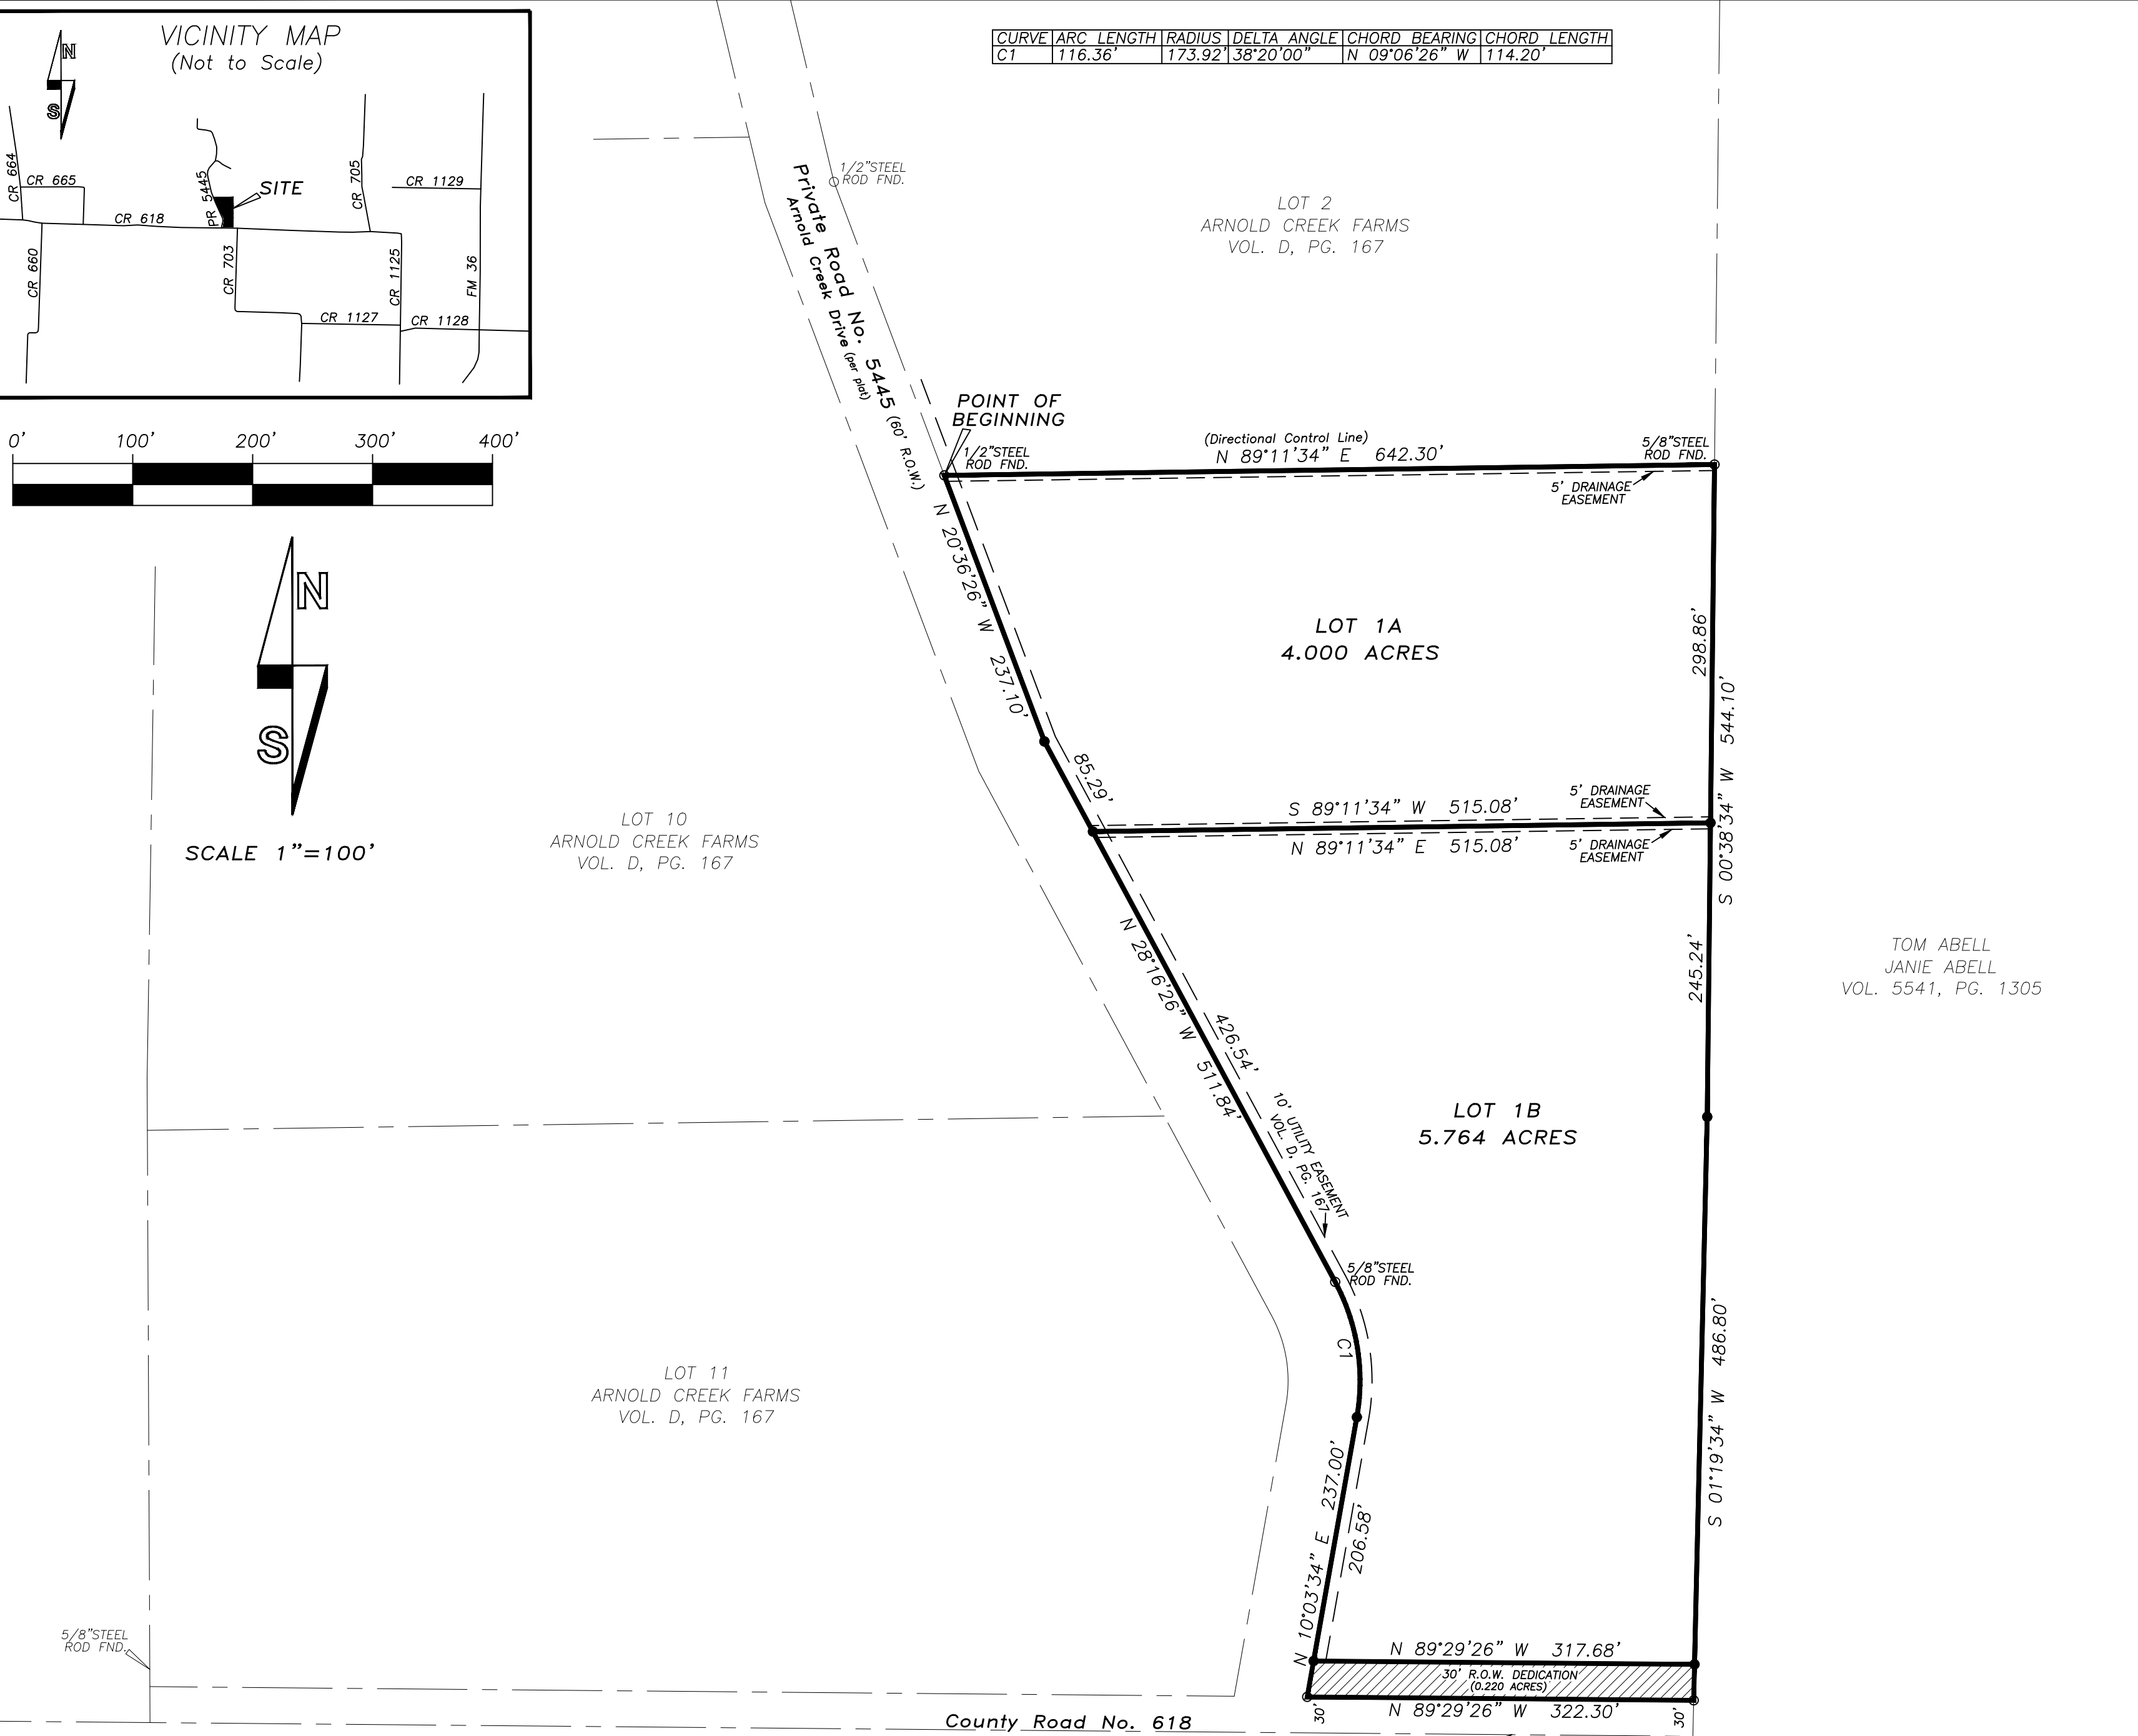 VICINITY MAP
(Not to Scale)
N
S
CR 664
CR 665
PR 5445
SITE
CR 705
CR 1129
CR 618
CR 660
CR 703
CR 1125
FM 36
CR 1127
CR 1128
CURVE ARC LENGTH RADIUS DELTA ANGLE CHORD BEARING CHORD LENGTH
C1 116.36' 173.92' 38°20'00" N 09°06'26" W 114.20'
0' 100' 200' 300' 400'
N
S
SCALE 1"=100'
1/2"STEEL
ROD FND.
Private Road No. 5445 (60' R.O.W.)
Arnold Creek Drive (per plat)
LOT 2
ARNOLD CREEK FARMS
VOL. D, PG. 167
POINT OF
BEGINNING
1/2"STEEL
ROD FND.
(Directional Control Line)
N 89°11'34" E 642.30'
5/8"STEEL
ROD FND.
5' DRAINAGE
EASEMENT
N 20°36'26" W 237.10'
LOT 1A
4.000 ACRES
298.86'
S 00°38'34" W 544.10'
85.29'
S 89°11'34" W 515.08'
5' DRAINAGE
EASEMENT
N 89°11'34" E 515.08'
5' DRAINAGE
EASEMENT
LOT 10
ARNOLD CREEK FARMS
VOL. D, PG. 167
245.24'
TOM ABELL
JANIE ABELL
VOL. 5541, PG. 1305
N 28°16'26" W 511.84'
426.54'
10' UTILITY EASEMENT
VOL. D, PG. 167
LOT 1B
5.764 ACRES
5/8"STEEL
ROD FND.
C1
LOT 11
ARNOLD CREEK FARMS
VOL. D, PG. 167
S 01°19'34" W 486.80'
N 10°03'34" E 237.00'
206.58'
5/8"STEEL
ROD FND.
N 89°29'26" W 317.68'
30' R.O.W. DEDICATION
(0.220 ACRES)
N 89°29'26" W 322.30'
30'
30'
County Road No. 618